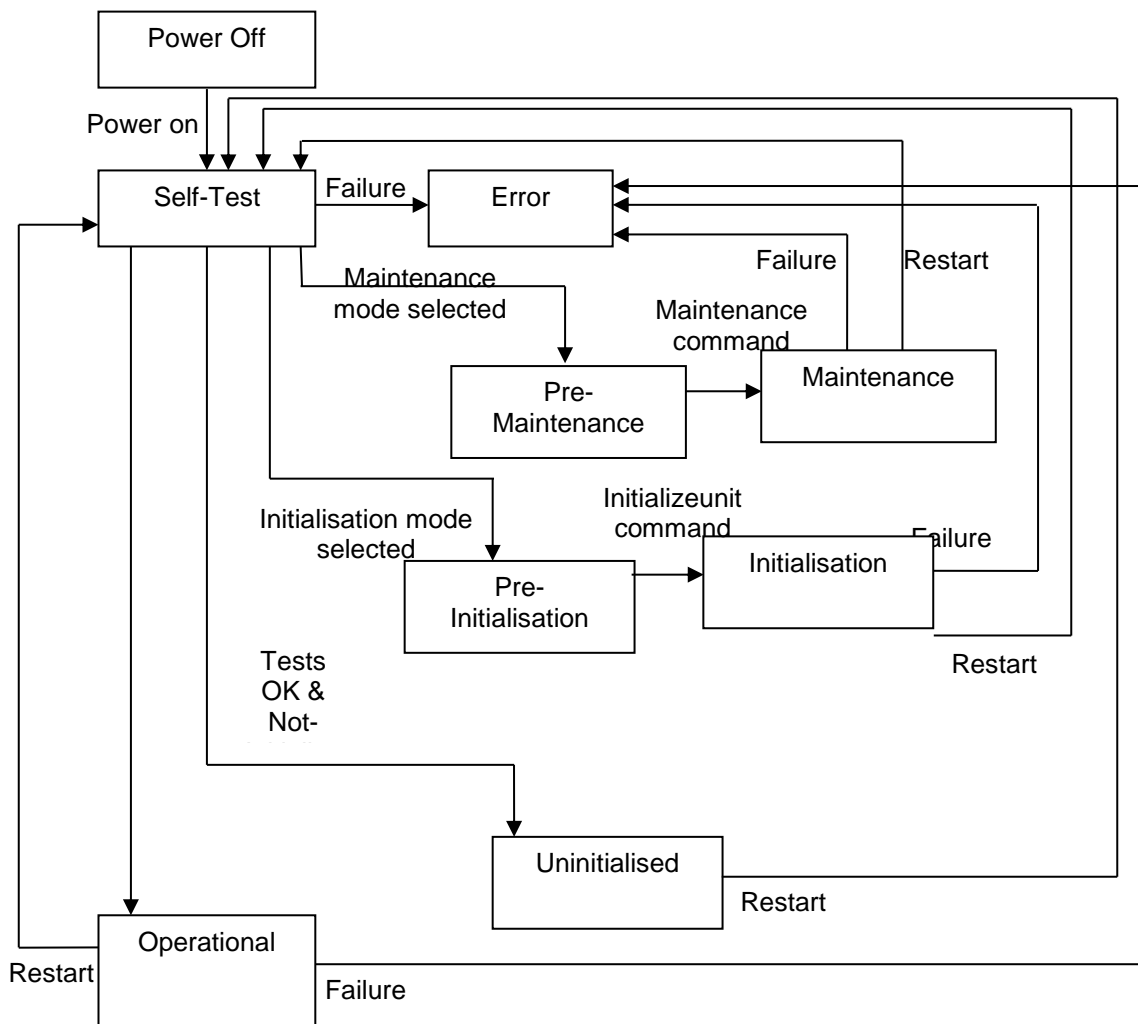 Power Off
Power on
Self-Test
Failure
Error
Maintenance
mode selected
Failure
Restart
Maintenance
command
Pre-
Maintenance
Maintenance
Initialisation mode
selected
Initializeunit
command
Failure
Pre-
Initialisation
Initialisation
Restart
Tests
OK &
Not-
Uninitialised
Restart
Operational
Restart
Failure